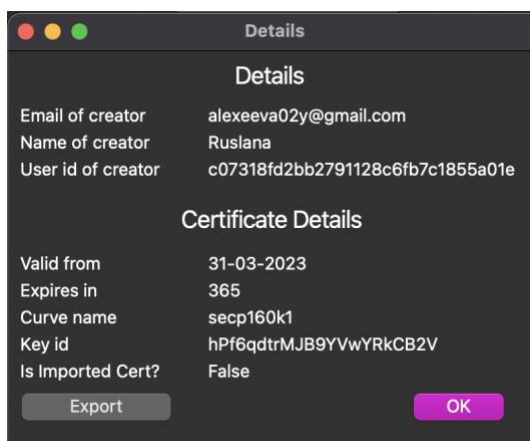 Details
Details
Email of creator alexeeva02y@gmail.com
Name of creator Ruslana
User id of creator c07318fd2bb2791128c6fb7c1855a01e
Certificate Details
Valid from 31-03-2023
Expires in 365
Curve name secp160k1
Key id hPf6qdtrMJB9YVwYRkCB2V
Is Imported Cert? False
Export OK